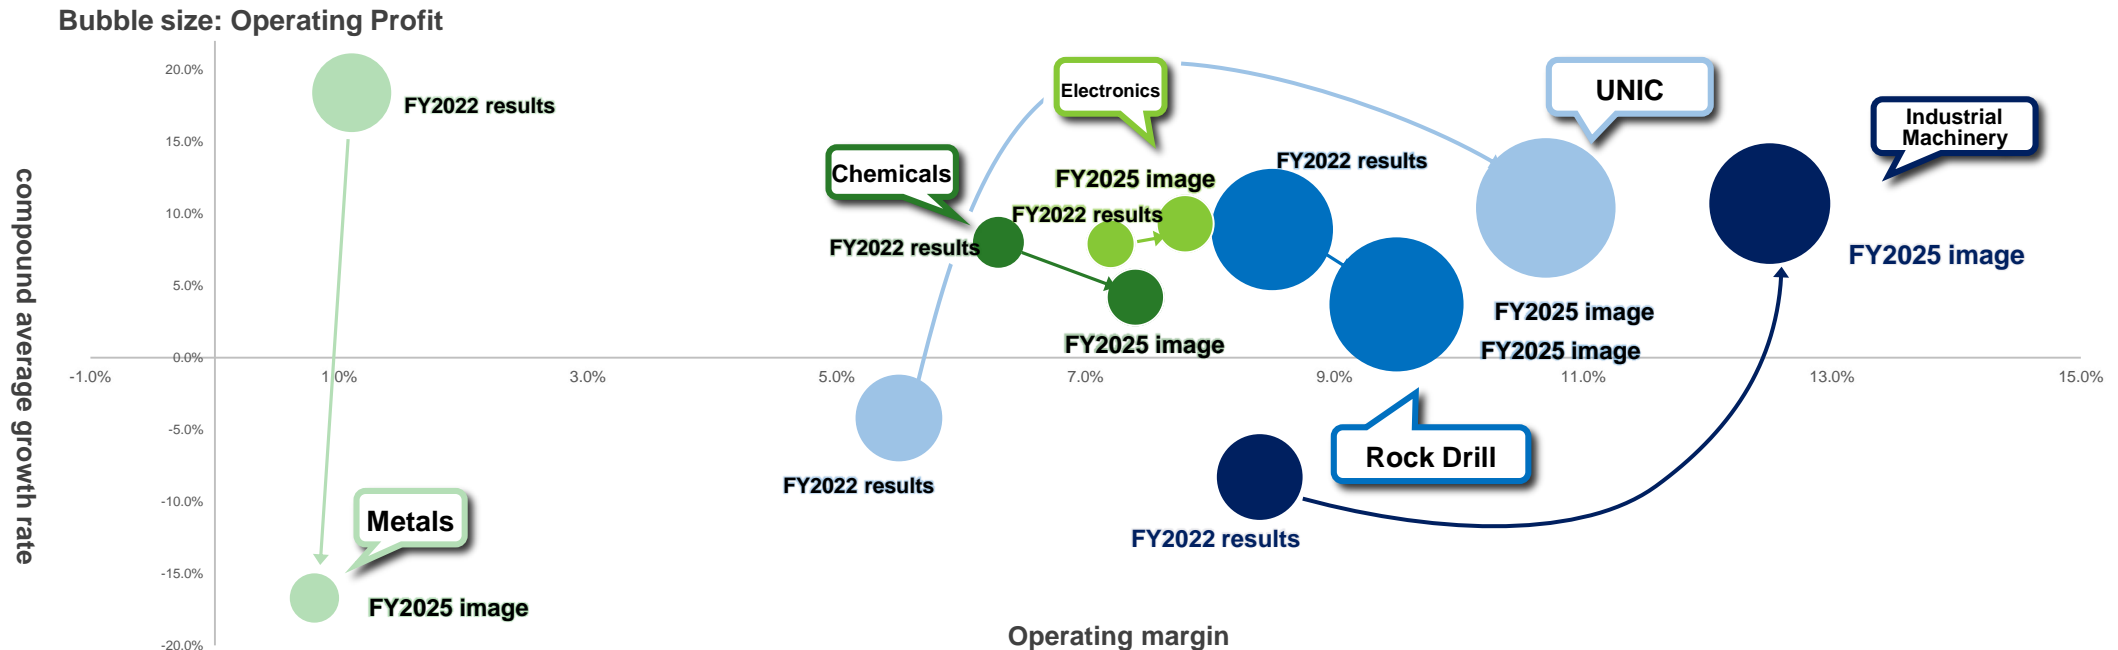 Bubble size: Operating Profit
20.0%
15.0%
10.0%
5.0%
0.0%
-5.0%
-10.0%
-15.0%
-20.0%
compound average growth rate
-1.0%
1.0%
3.0%
5.0%
7.0%
9.0%
11.0%
13.0%
15.0%
Operating margin
FY2022 results
Metals
FY2025 image
Chemicals
FY2022 results
FY2025 image
Electronics
FY2025 image
FY2022 results
FY2022 results
UNIC
FY2025 image
FY2025 image
FY2022 results
Rock Drill
Industrial
Machinery
FY2025 image
FY2022 results